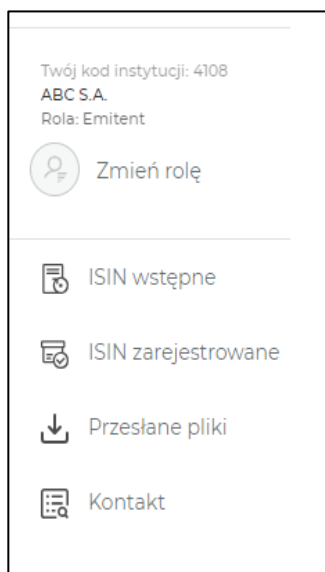 Twój kod instytucji: 4108
ABC S.A.
Rola: Emitent
Zmień rolę
ISIN wstępne
ISIN zarejestrowane
Przesłane pliki
Kontakt